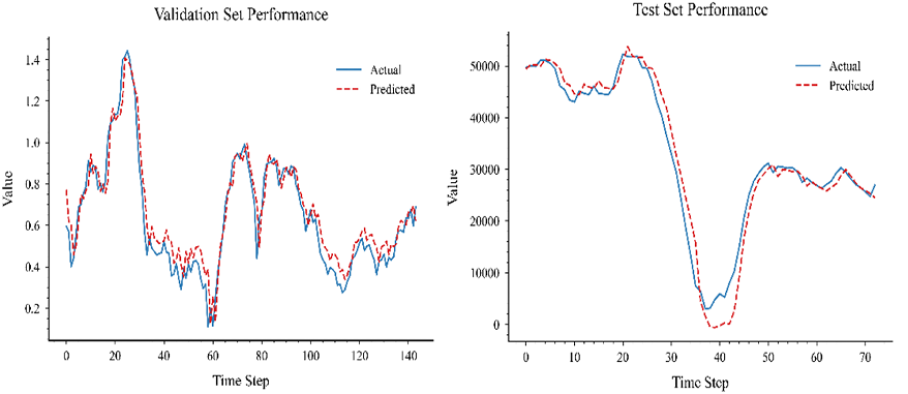 Validation Set Performance
Test Set Performance
Actual
Predicted
Actual
Predicted
Value
1.4
1.2
1.0
0.8
0.6
0.4
0.2
0 20 40 60 80 100 120 140
Time Step
Value
50000
40000
30000
20000
10000
0
0 10 20 30 40 50 60 70
Time Step